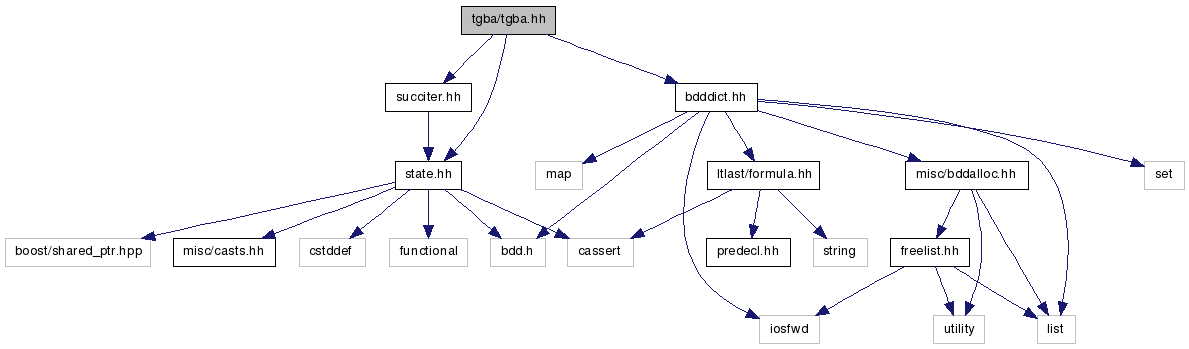 tgba/tgba.hh
succiter.hh
bdddict.hh
state.hh
map
ltlast/formula.hh
misc/bddalloc.hh
set
boost/shared_ptr.hpp
misc/casts.hh
cstddef
functional
bdd.h
cassert
predecl.hh
string
freelist.hh
iosfwd
utility
list